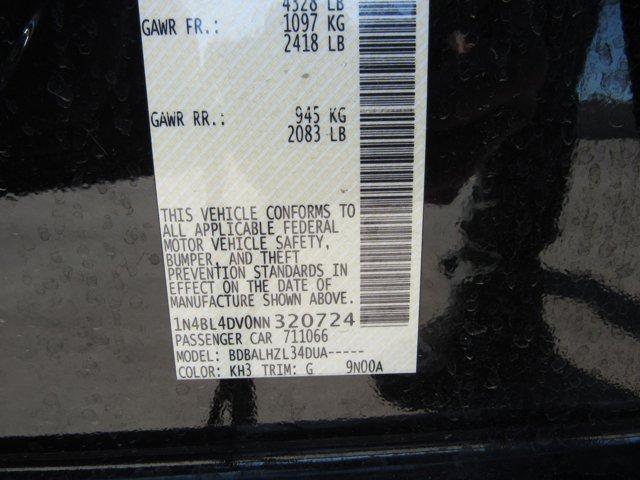 4328 LB
GAWR FR.: 1097 KG
2418 LB
GAWR RR.: 945 KG
2083 LB
THIS VEHICLE CONFORMS TO
ALL APPLICABLE FEDERAL
MOTOR VEHICLE SAFETY,
BUMPER, AND THEFT
PREVENTION STANDARDS IN
EFFECT ON THE DATE OF
MANUFACTURE SHOWN ABOVE.
1N4BL4DV0NN320724
PASSENGER CAR 711066
MODEL: BDBALHZL34DUA-----
COLOR: KH3 TRIM: G 9N00A